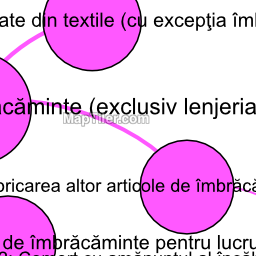 ate din textile (cu excepţia îmb
căminte (exclusiv lenjeria
MapTiler.com
bricarea altor articole de îmbrăcă
de îmbrăcăminte pentru lucru